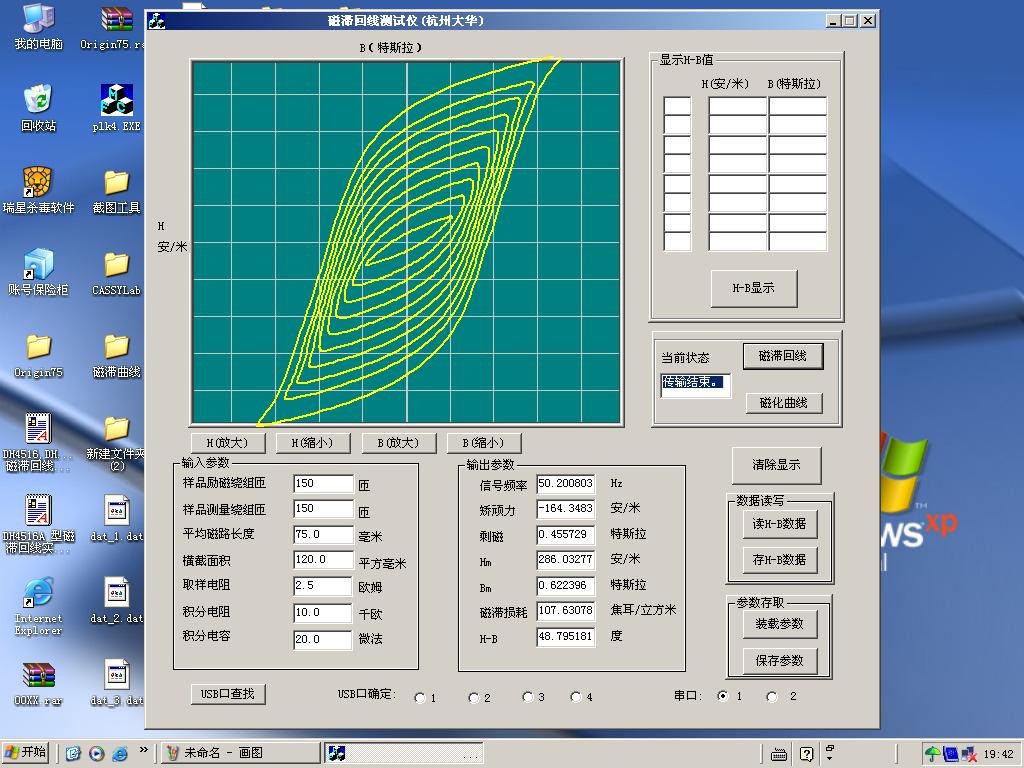 磁滞回线测试仪(杭州大华)
我的电脑
Origin75.ra
回收站
plk4.EXE
瑞星杀毒软件
截图工具
账号保险柜
CASSYLab
Origin75
磁滞曲线
DH4516_DH...
磁滞回线...
新建文件夹
(2)
DH4516A_型磁
滞回线实...
dat_1.dat
Internet
Explorer
dat_2.dat
OOXX.rar
dat_3.dat
B(特斯拉)
H
安/米
H(放大)
H(缩小)
B(放大)
B(缩小)
显示H-B值
H(安/米) B(特斯拉)
H-B显示
当前状态
磁滞回线
传输结束。
磁化曲线
输入参数
样品励磁绕组匝 150 匝
样品测量绕组匝 150 匝
平均磁路长度 75.0 毫米
横截面积 120.0 平方毫米
取样电阻 2.5 欧姆
积分电阻 10.0 千欧
积分电容 20.0 微法
输出参数
信号频率 50.200803 Hz
矫顽力 -164.3483 安/米
剩磁 0.455729 特斯拉
Hm 286.03277 安/米
Bm 0.622396 特斯拉
磁滞损耗 107.63078 焦耳/立方米
H-B 48.795181 度
清除显示
数据读写
读H-B数据
存H-B数据
参数存取
装载参数
保存参数
USB口查找
USB口确定: 1 2 3 4
串口: 1 2
ws xp
开始
»
未命名 - 画图
...
19:42